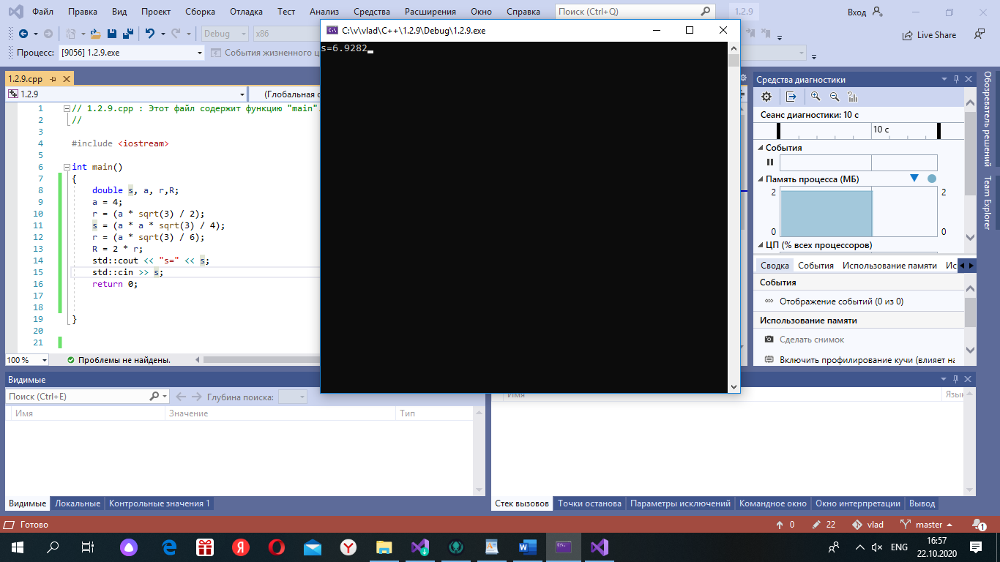 Файл Правка Вид Проект Сборка Отладка Тест Анализ Средства Расширения Окно Справка Поиск (Ctrl+Q) 1.2.9 Вход
Debug x86 Live Share
Процесс: [9056] 1.2.9.exe События жизненного ц
C:\v\vlad\C++\1.2.9\Debug\1.2.9.exe
s=6.9282
1.2.9.cpp
1.2.9 (Глобальная о
1 // 1.2.9.cpp : Этот файл содержит функцию "main".
2 //
3
4 #include <iostream>
5
6 int main()
7 {
8 double s, a, r,R;
9 a = 4;
10 r = (a * sqrt(3) / 2);
11 s = (a * a * sqrt(3) / 4);
12 r = (a * sqrt(3) / 6);
13 R = 2 * r;
14 std::cout << "s=" << s;
15 std::cin >> s;
16 return 0;
17
18
19 }
20
21
100 % Проблемы не найдены.
Средства диагностики
Сеанс диагностики: 10 с
10 с
События
Память процесса (МБ)
2 2
0 0
ЦП (% всех процессоров)
Сводка События Использование памяти Ис
События
Отображение событий (0 из 0)
Использование памяти
Сделать снимок
Включить профилирование кучи (влияет на
Обозреватель решений
Team Explorer
Видимые
Поиск (Ctrl+E) Глубина поиска:
Имя Значение Тип
Имя Язык
Видимые Локальные Контрольные значения 1
Стек вызовов Точки останова Параметры исключений Командное окно Окно интерпретации Вывод
Готово 0 22 vlad master 1
ENG 16:57
22.10.2020